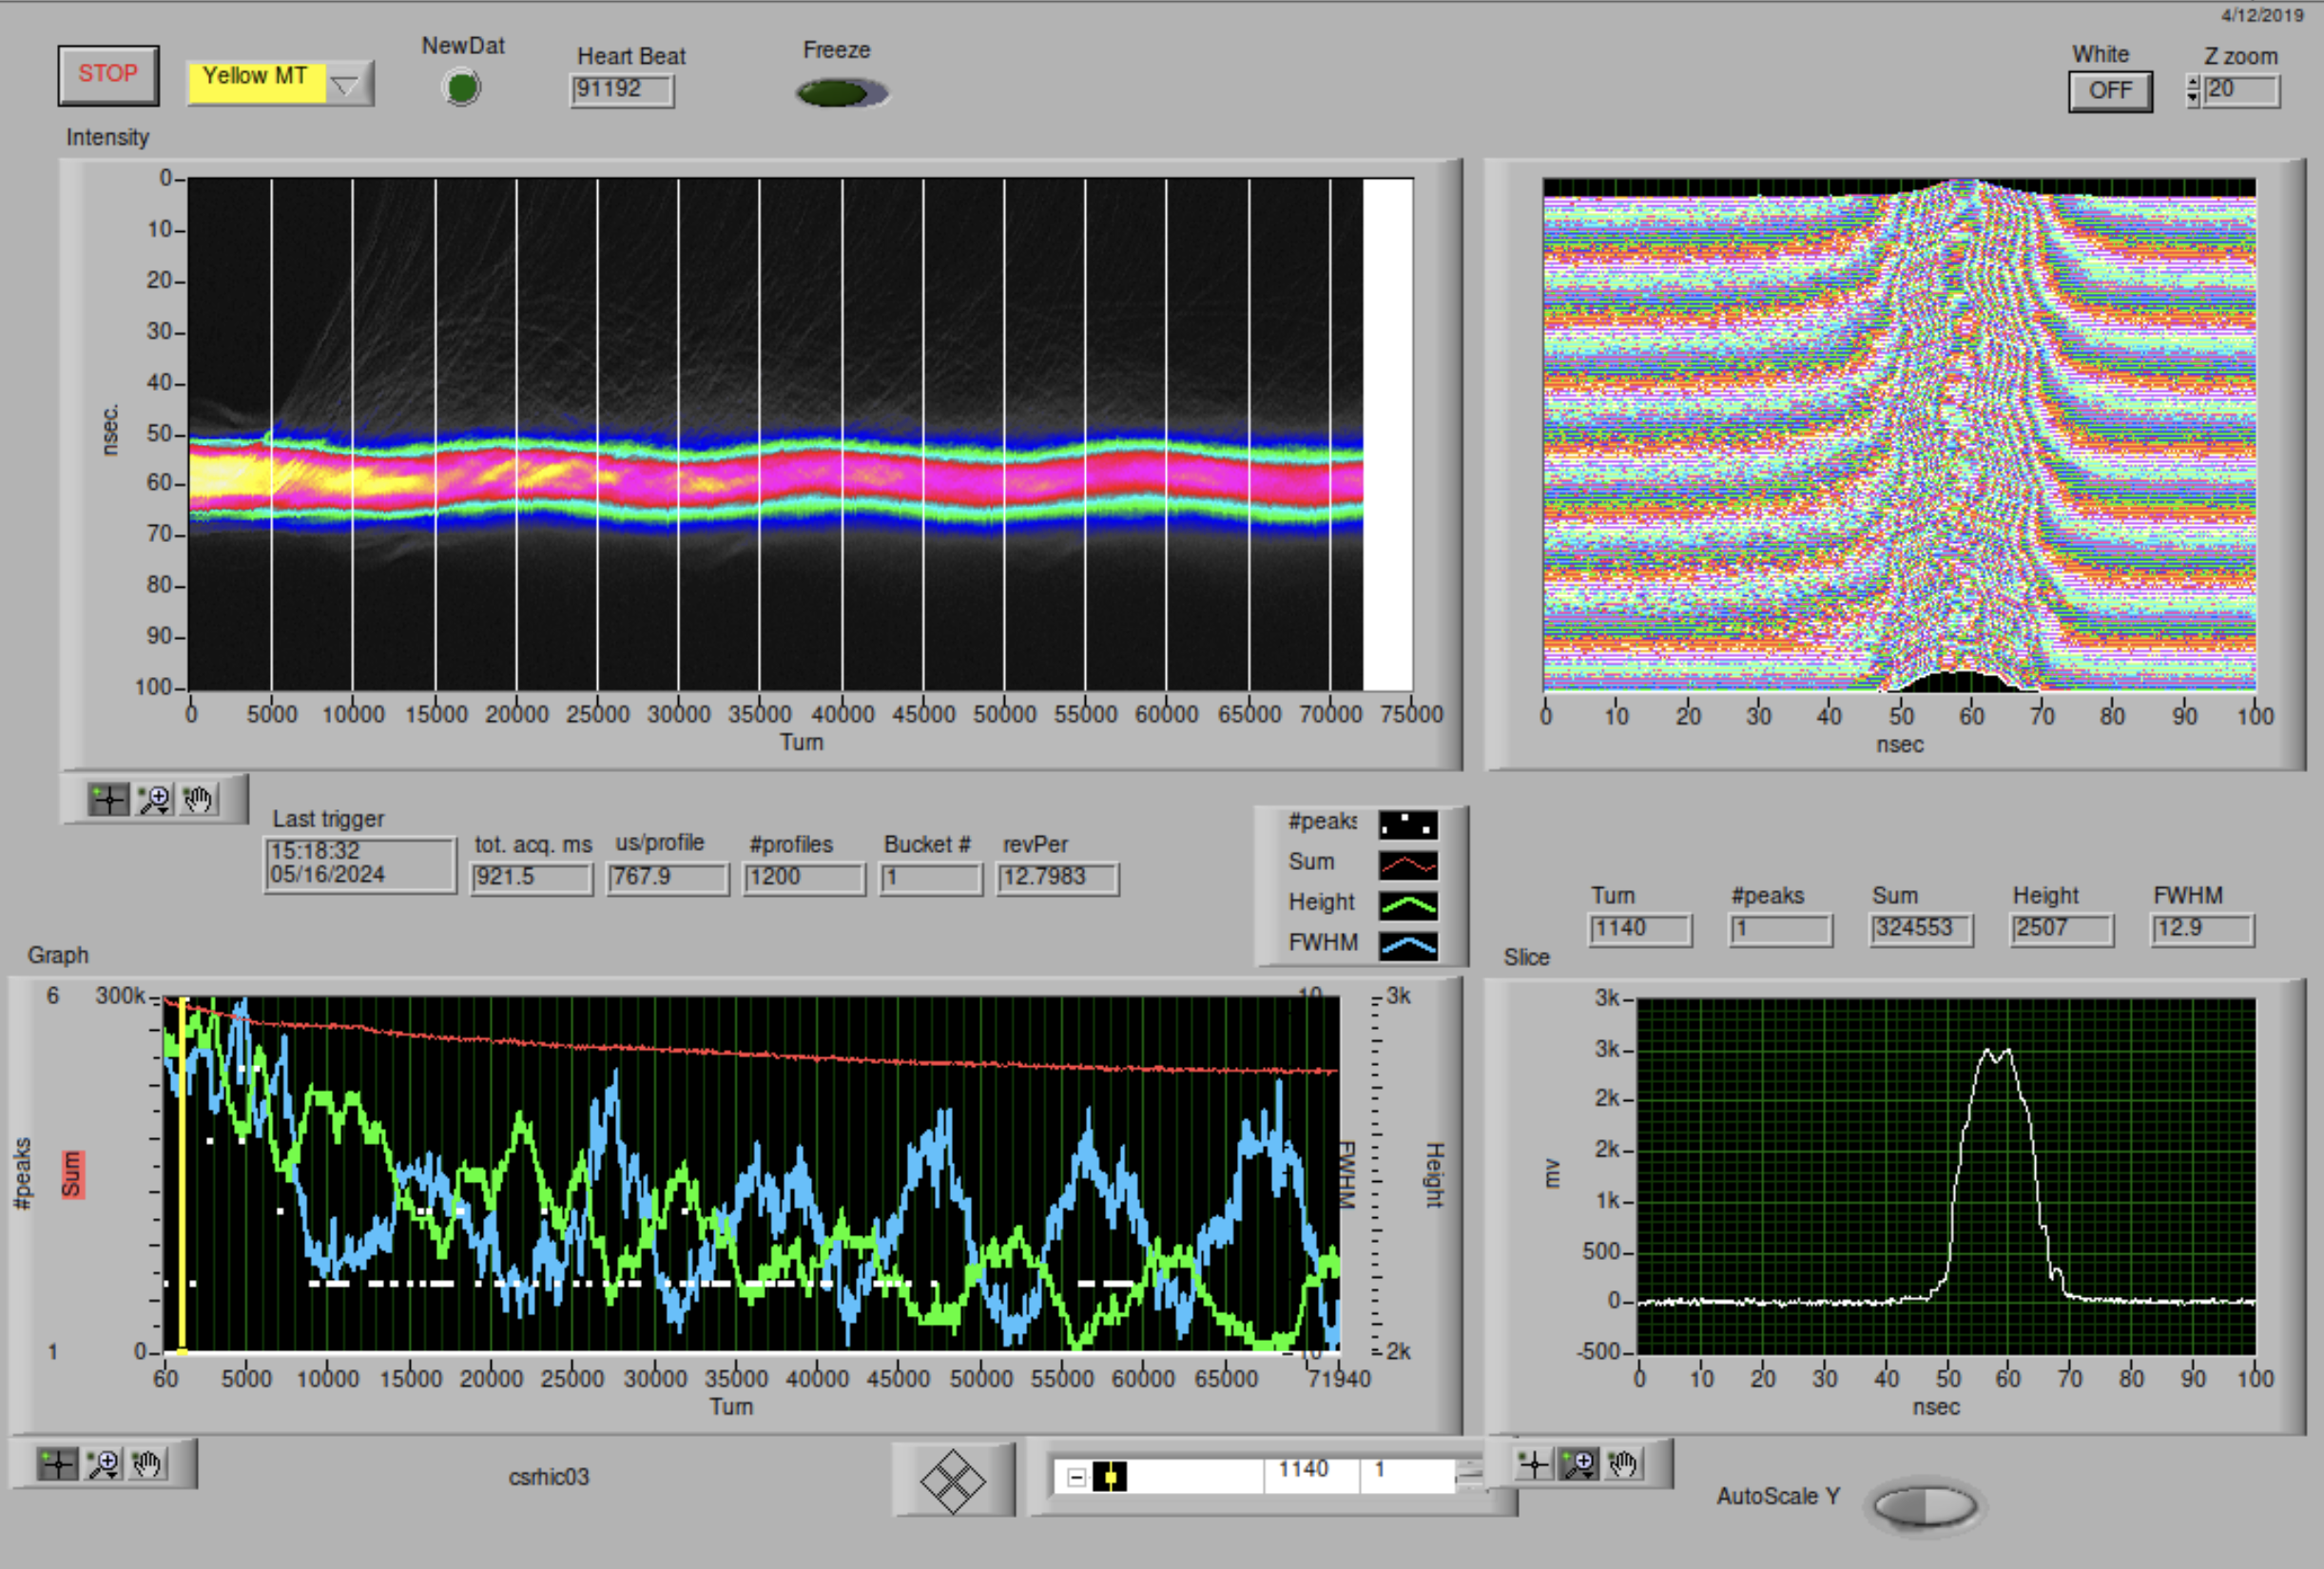 4/12/2019
STOP
Yellow MT
NewDat
Heart Beat
91192
Freeze
White
OFF
Z zoom
20
Intensity
nsec.
0
10
20
30
40
50
60
70
80
90
100
0 5000 10000 15000 20000 25000 30000 35000 40000 45000 50000 55000 60000 65000 70000 75000
Turn
0 10 20 30 40 50 60 70 80 90 100
nsec
Last trigger
15:18:32
05/16/2024
tot. acq. ms
921.5
us/profile
767.9
#profiles
1200
Bucket #
1
revPer
12.7983
#peaks
Sum
Height
FWHM
Turn
1140
#peaks
1
Sum
324553
Height
2507
FWHM
12.9
Graph
#peaks
6
1
Sum
300k
0
10
10
FWHM
3k
2k
Height
60 5000 10000 15000 20000 25000 30000 35000 40000 45000 50000 55000 60000 65000 71940
Turn
Slice
mv
3k
3k
2k
2k
1k
500
0
-500
0 10 20 30 40 50 60 70 80 90 100
nsec
csrhic03
1140 1
AutoScale Y